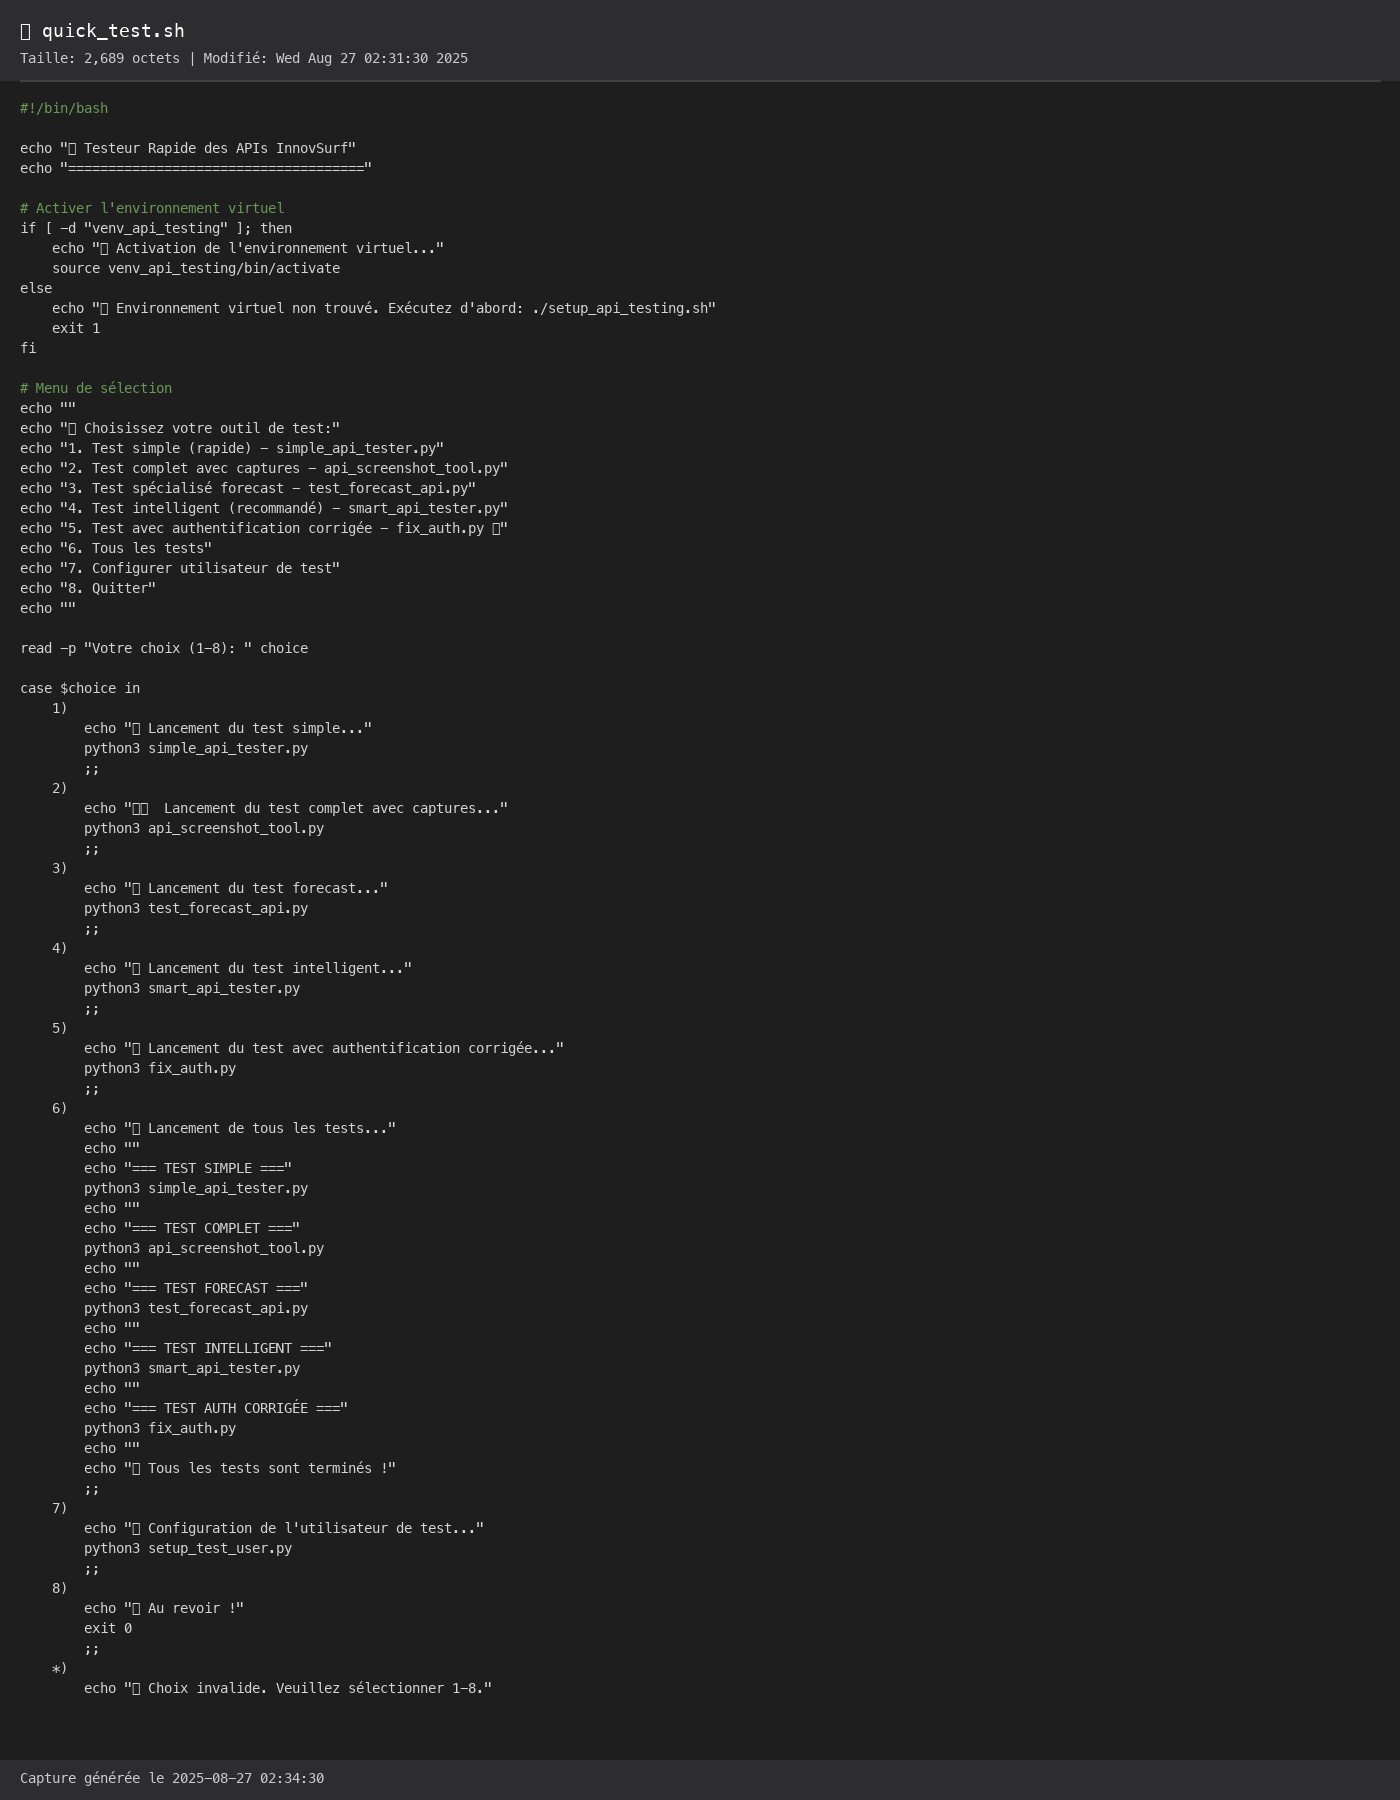 quick_test.sh
Taille: 2,689 octets | Modifié: Wed Aug 27 02:31:30 2025
#!/bin/bash
echo "▯ Testeur Rapide des APIs InnovSurf"
echo "====================================="
# Activer l'environnement virtuel
if [ -d "venv_api_testing" ]; then
    echo "▯ Activation de l'environnement virtuel..."
    source venv_api_testing/bin/activate
else
    echo "▯ Environnement virtuel non trouvé. Exécutez d'abord: ./setup_api_testing.sh"
    exit 1
fi
# Menu de sélection
echo ""
echo "▯ Choisissez votre outil de test:"
echo "1. Test simple (rapide) - simple_api_tester.py"
echo "2. Test complet avec captures - api_screenshot_tool.py"
echo "3. Test spécialisé forecast - test_forecast_api.py"
echo "4. Test intelligent (recommandé) - smart_api_tester.py"
echo "5. Test avec authentification corrigée - fix_auth.py ▯"
echo "6. Tous les tests"
echo "7. Configurer utilisateur de test"
echo "8. Quitter"
echo ""
read -p "Votre choix (1-8): " choice
case $choice in
    1)
        echo "▯ Lancement du test simple..."
        python3 simple_api_tester.py
        ;;
    2)
        echo "▯▯  Lancement du test complet avec captures..."
        python3 api_screenshot_tool.py
        ;;
    3)
        echo "▯ Lancement du test forecast..."
        python3 test_forecast_api.py
        ;;
    4)
        echo "▯ Lancement du test intelligent..."
        python3 smart_api_tester.py
        ;;
    5)
        echo "▯ Lancement du test avec authentification corrigée..."
        python3 fix_auth.py
        ;;
    6)
        echo "▯ Lancement de tous les tests..."
        echo ""
        echo "=== TEST SIMPLE ==="
        python3 simple_api_tester.py
        echo ""
        echo "=== TEST COMPLET ==="
        python3 api_screenshot_tool.py
        echo ""
        echo "=== TEST FORECAST ==="
        python3 test_forecast_api.py
        echo ""
        echo "=== TEST INTELLIGENT ==="
        python3 smart_api_tester.py
        echo ""
        echo "=== TEST AUTH CORRIGÉE ==="
        python3 fix_auth.py
        echo ""
        echo "▯ Tous les tests sont terminés !"
        ;;
    7)
        echo "▯ Configuration de l'utilisateur de test..."
        python3 setup_test_user.py
        ;;
    8)
        echo "▯ Au revoir !"
        exit 0
        ;;
    *)
        echo "▯ Choix invalide. Veuillez sélectionner 1-8."
Capture générée le 2025-08-27 02:34:30